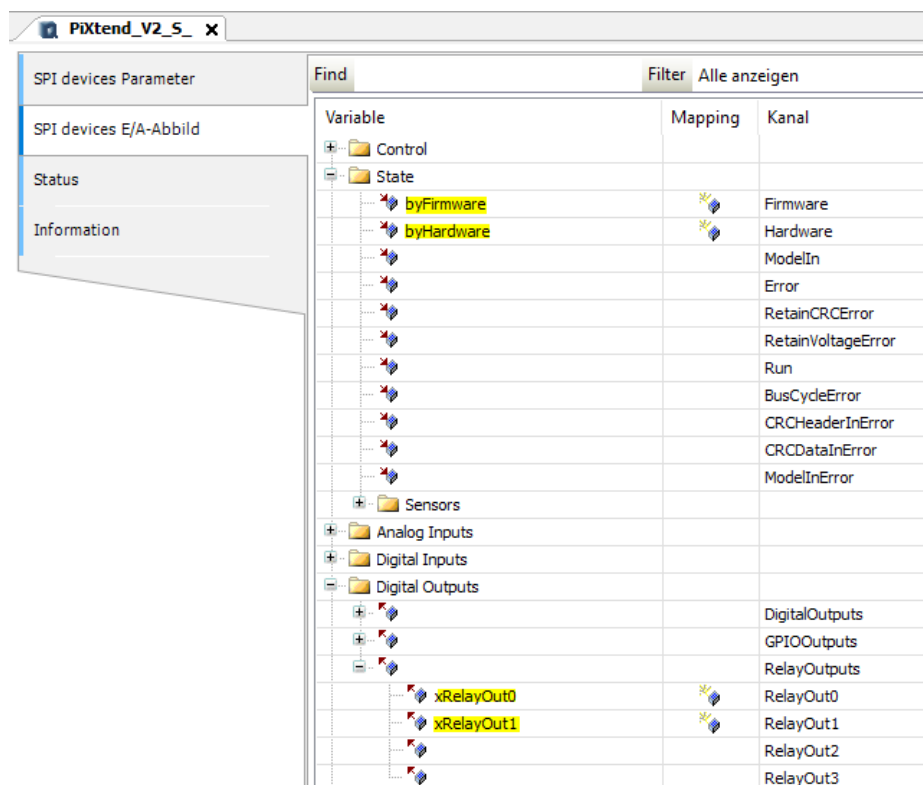 PiXtend_V2_S_ x
SPI devices Parameter
SPI devices E/A-Abbild
Status
Information
Find Filter Alle anzeigen
Variable Mapping Kanal
Control
State
byFirmware Firmware
byHardware Hardware
ModelIn
Error
RetainCRCError
RetainVoltageError
Run
BusCycleError
CRCHeaderInError
CRCDataInError
ModelInError
Sensors
Analog Inputs
Digital Inputs
Digital Outputs
DigitalOutputs
GPIOOutputs
RelayOutputs
xRelayOut0 RelayOut0
xRelayOut1 RelayOut1
RelayOut2
RelayOut3